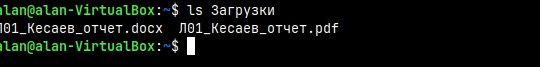 alan@alan-VirtualBox:~$ ls Загрузки
Л01_Кесаев_отчет.docx  Л01_Кесаев_отчет.pdf
alan@alan-VirtualBox:~$